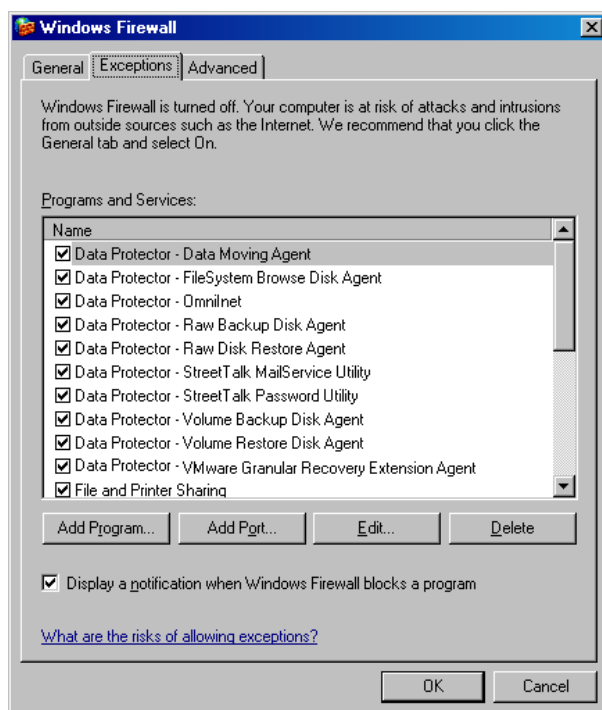 Windows Firewall
General Exceptions Advanced
Windows Firewall is turned off. Your computer is at risk of attacks and intrusions
from outside sources such as the Internet. We recommend that you click the
General tab and select On.
Programs and Services:
Name
Data Protector - Data Moving Agent
Data Protector - FileSystem Browse Disk Agent
Data Protector - OmniInet
Data Protector - Raw Backup Disk Agent
Data Protector - Raw Disk Restore Agent
Data Protector - StreetTalk MailService Utility
Data Protector - StreetTalk Password Utility
Data Protector - Volume Backup Disk Agent
Data Protector - Volume Restore Disk Agent
Data Protector - VMware Granular Recovery Extension Agent
File and Printer Sharing
Add Program... Add Port... Edit... Delete
Display a notification when Windows Firewall blocks a program
What are the risks of allowing exceptions?
OK Cancel